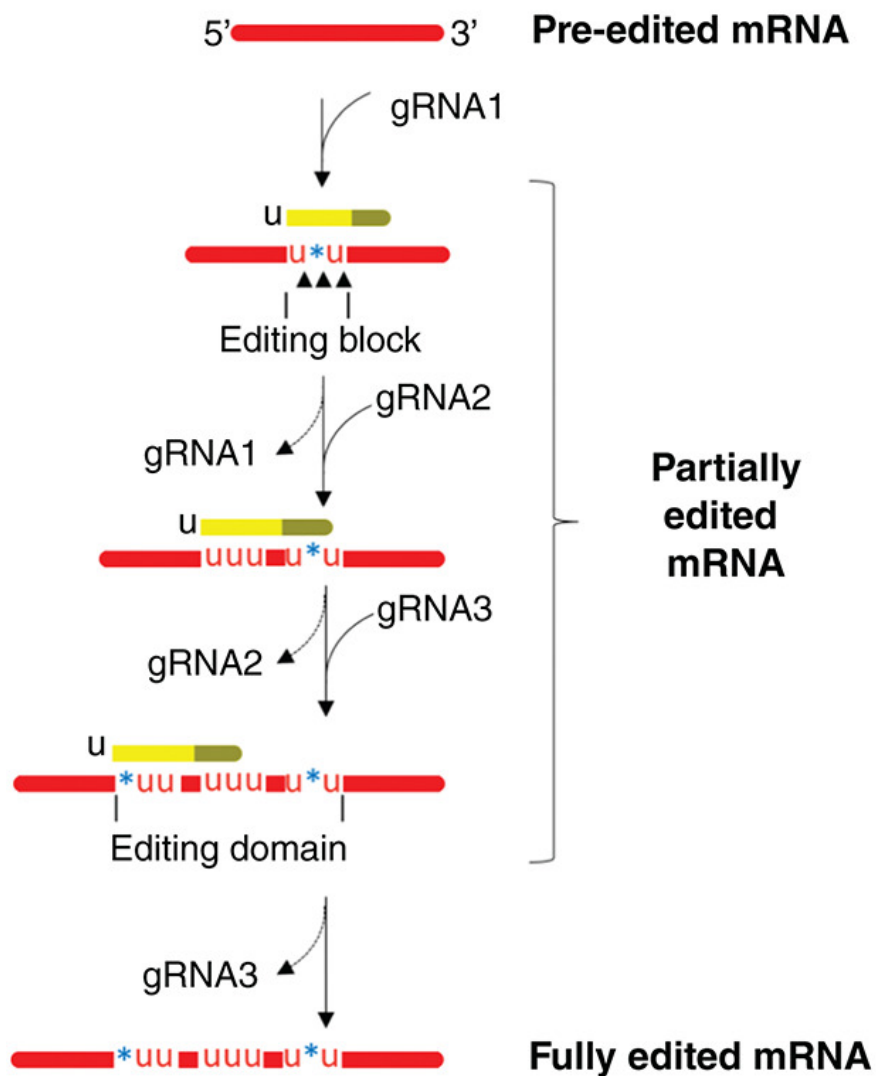 5’ 3’ Pre-edited mRNA
gRNA1
u
u*u
Editing block
gRNA2
gRNA1
u
uuu u*u
Partially
edited
mRNA
gRNA3
gRNA2
u
*uu uuu u*u
Editing domain
gRNA3
*uu uuu u*u Fully edited mRNA